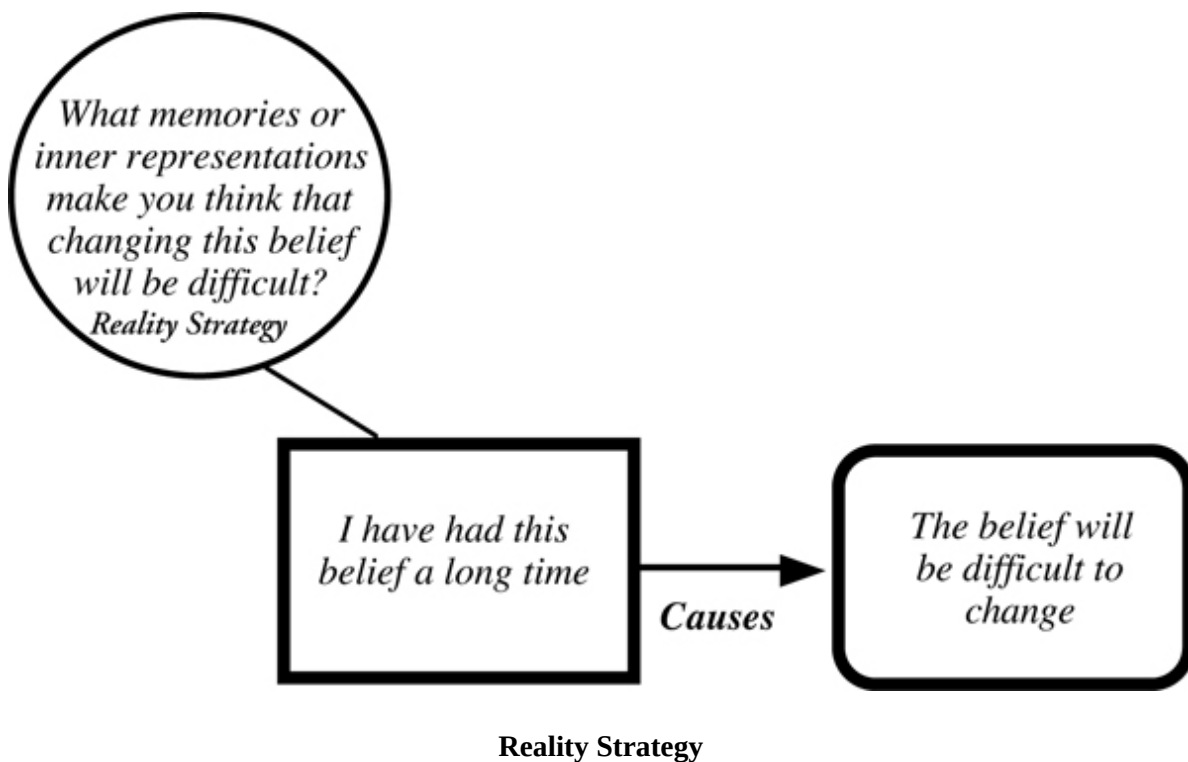 What memories or
inner representations
make you think that
changing this belief
will be difficult?
Reality Strategy
I have had this
belief a long time
Causes
The belief will
be difficult to
change
Reality Strategy